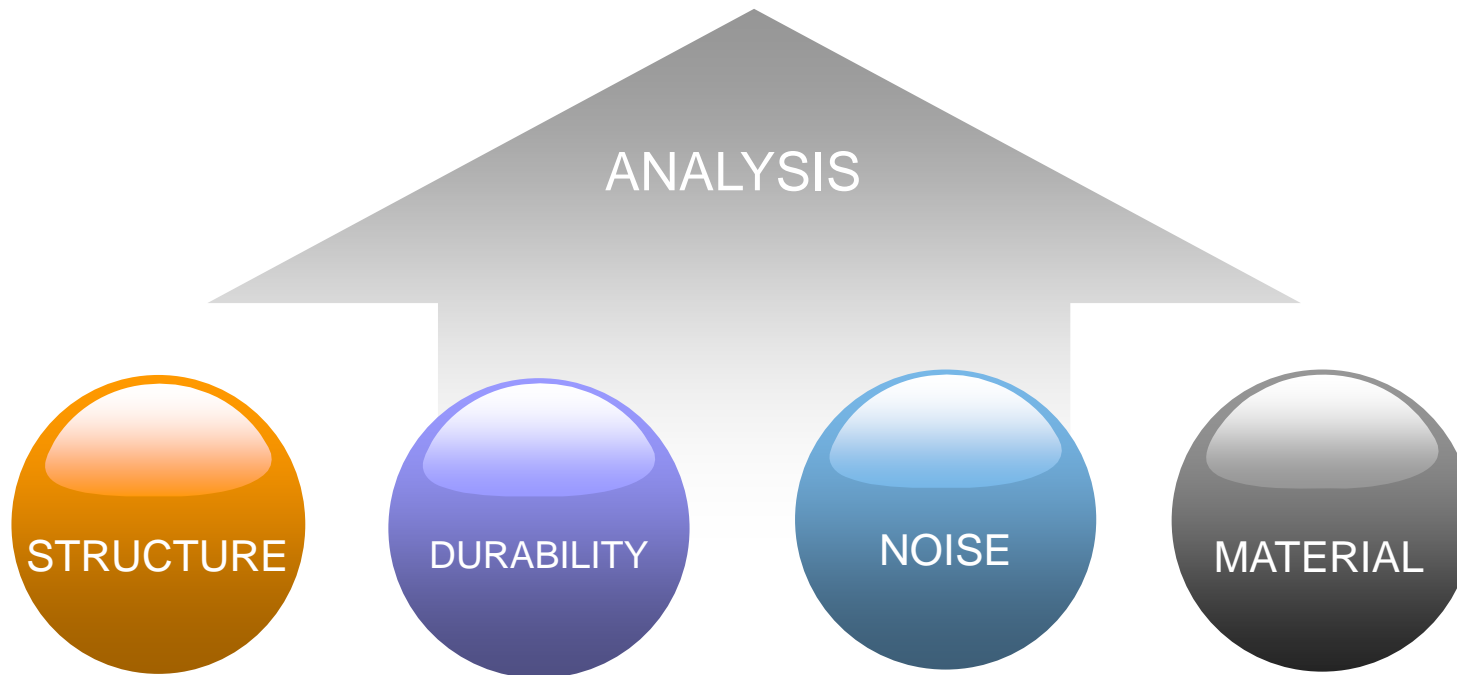 ANALYSIS
STRUCTURE
DURABILITY
NOISE
MATERIAL